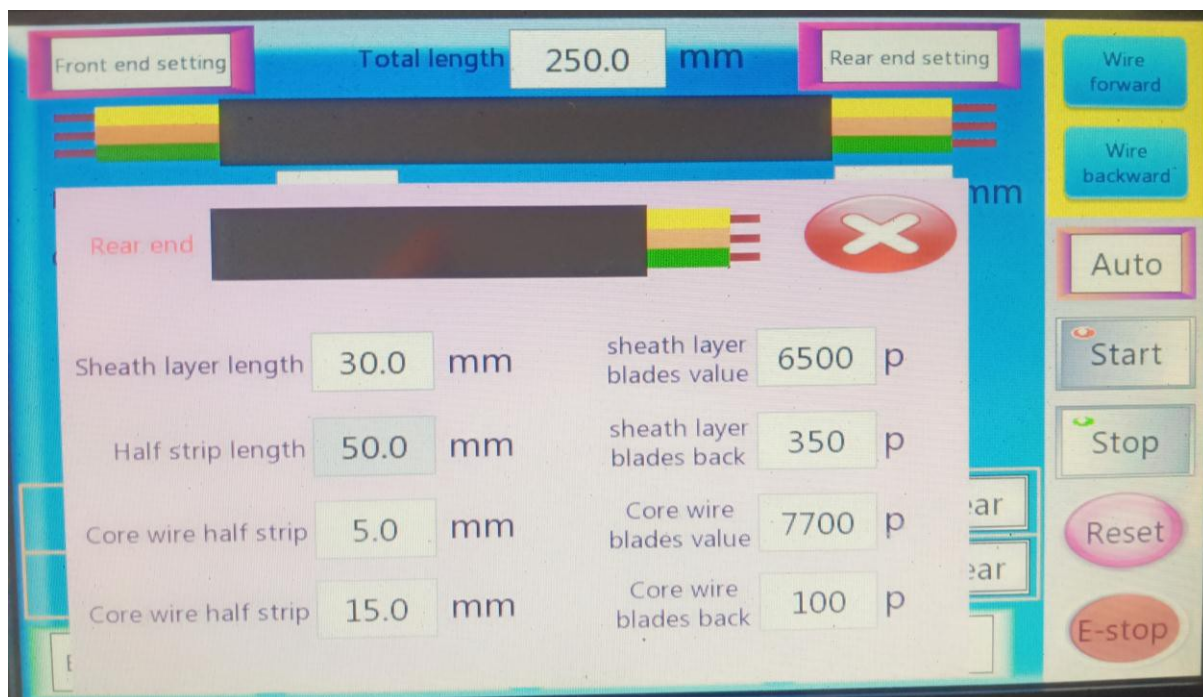 Front end setting
Total length 250.0 mm
Rear end setting
Wire
forward
Wire
backward
mm
Rear end
Auto
Sheath layer length 30.0 mm
sheath layer
blades value 6500 p
Start
Half strip length 50.0 mm
sheath layer
blades back 350 p
Stop
Core wire half strip 5.0 mm
Core wire
blades value 7700 p
Reset
Core wire half strip 15.0 mm
Core wire
blades back 100 p
E-stop